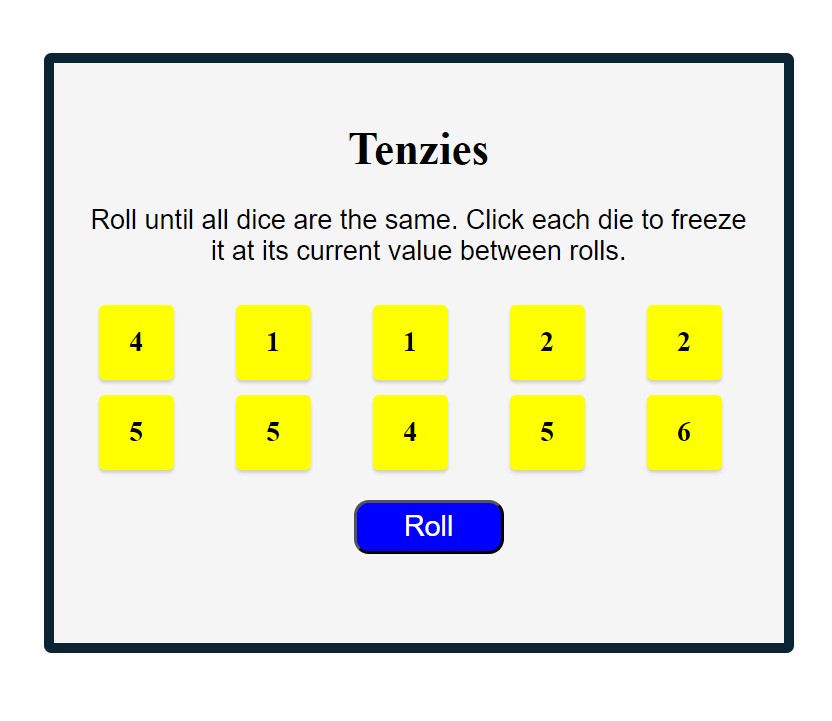 Tenzies
Roll until all dice are the same. Click each die to freeze
it at its current value between rolls.
4 1 1 2 2
5 5 4 5 6
Roll